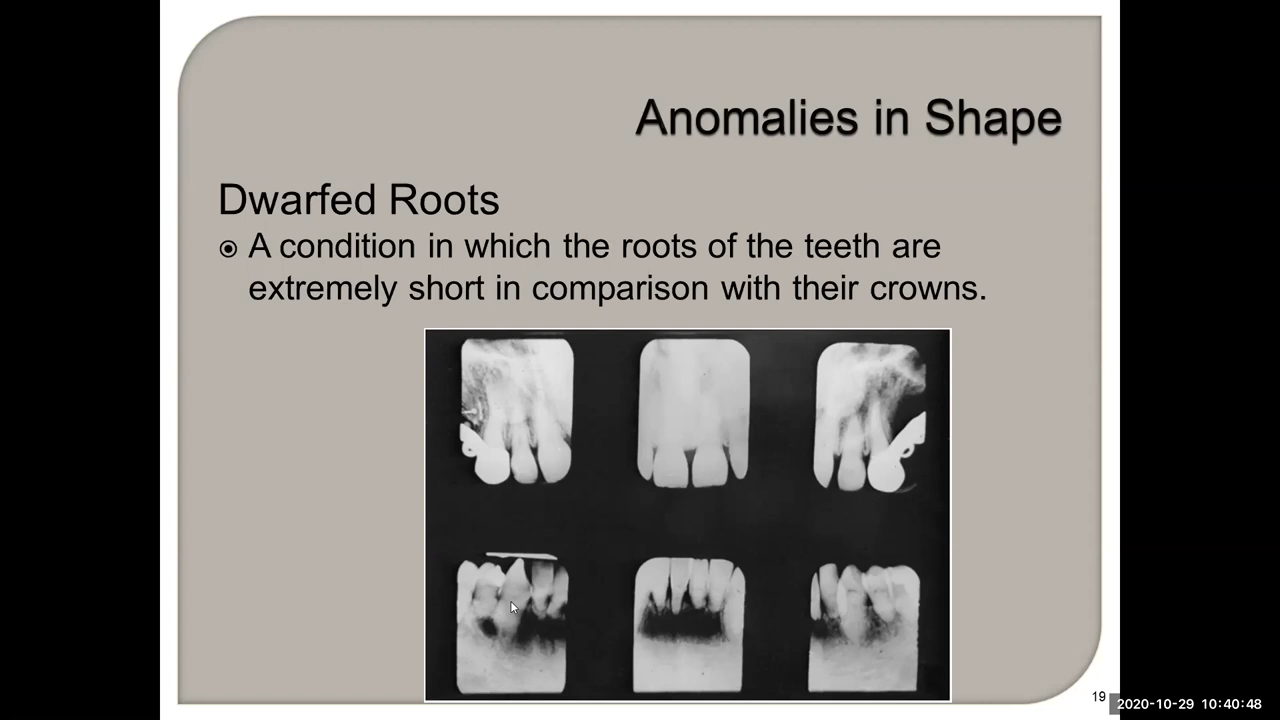 Anomalies in Shape
Dwarfed Roots
A condition in which the roots of the teeth are
extremely short in comparison with their crowns.
19
2020-10-29 10:40:48